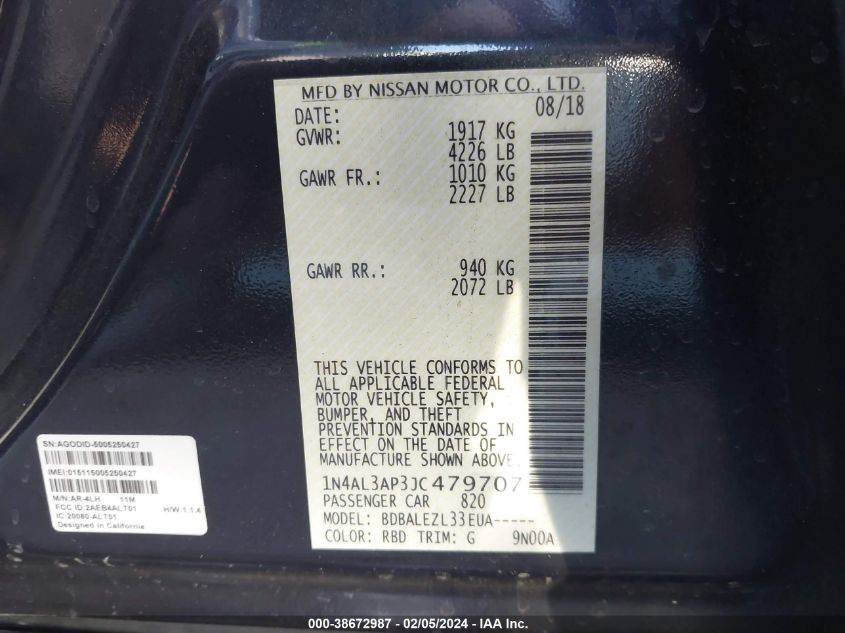 MFD BY NISSAN MOTOR CO., LTD.
DATE: 08/18
GVWR: 1917 KG
4226 LB
GAWR FR.: 1010 KG
2227 LB
GAWR RR.: 940 KG
2072 LB
THIS VEHICLE CONFORMS TO
ALL APPLICABLE FEDERAL
MOTOR VEHICLE SAFETY,
BUMPER, AND THEFT
PREVENTION STANDARDS IN
EFFECT ON THE DATE OF
MANUFACTURE SHOWN ABOVE.
1N4AL3AP3JC479707
PASSENGER CAR 820
MODEL: BDBALEZL33EUA-----
COLOR: RBD TRIM: G 9N00A
SN:AGODID-5005250427
IMEI:015115005250427
M/N:AR-4LH 11M
FCC ID:2AEB4ALT01 H/W:1.1.4
IC:20080-ALT01
Designed in California
000-38672987 - 02/05/2024 - IAA Inc.